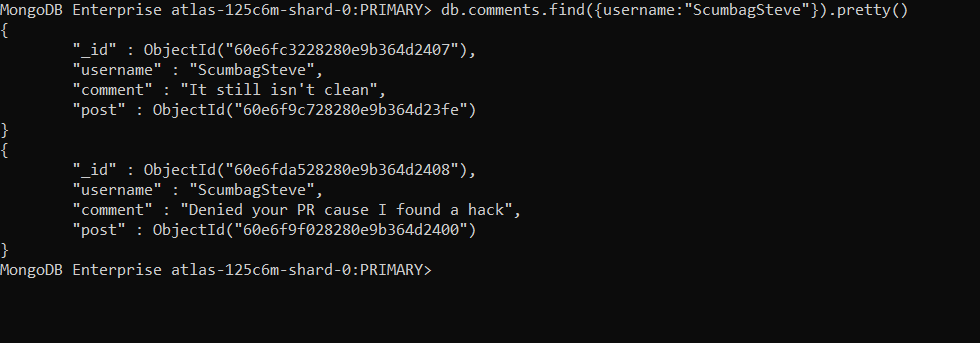 MongoDB Enterprise atlas-125c6m-shard-0:PRIMARY> db.comments.find({username:"ScumbagSteve"}).pretty()
{
        "_id" : ObjectId("60e6fc3228280e9b364d2407"),
        "username" : "ScumbagSteve",
        "comment" : "It still isn't clean",
        "post" : ObjectId("60e6f9c728280e9b364d23fe")
}
{
        "_id" : ObjectId("60e6fda528280e9b364d2408"),
        "username" : "ScumbagSteve",
        "comment" : "Denied your PR cause I found a hack",
        "post" : ObjectId("60e6f9f028280e9b364d2400")
}
MongoDB Enterprise atlas-125c6m-shard-0:PRIMARY>